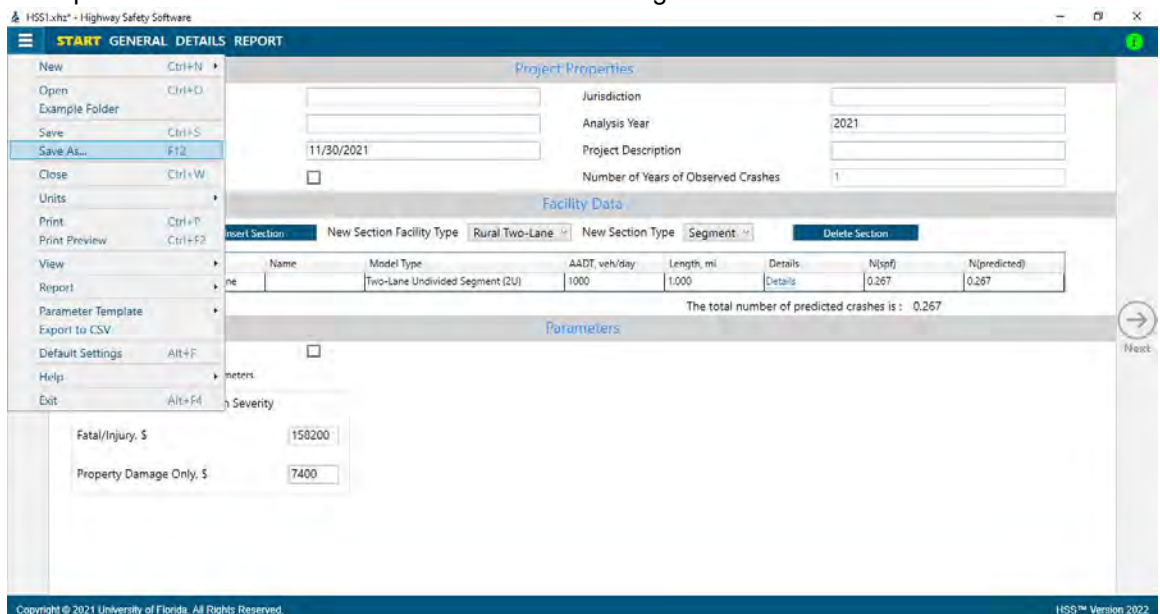 HSS1.xhz* - Highway Safety Software
START GENERAL DETAILS REPORT
New Ctrl+N
Open Ctrl+O
Example Folder
Save Ctrl+S
Save As... F12
Close Ctrl+W
Units
Print Ctrl+P
Print Preview Ctrl+F2
View
Report
Parameter Template
Export to CSV
Default Settings Alt+F
Help
Exit Alt+F4
Project Properties
Jurisdiction
Analysis Year 2021
11/30/2021 Project Description
Number of Years of Observed Crashes 1
Facility Data
Insert Section New Section Facility Type Rural Two-Lane New Section Type Segment Delete Section
Name Model Type AADT, veh/day Length, mi Details N(spf) N(predicted)
ne Two-Lane Undivided Segment (2U) 1000 1.000 Details 0.267 0.267
The total number of predicted crashes is : 0.267
Parameters
Next
meters
Severity
Fatal/Injury, $ 158200
Property Damage Only, $ 7400
Copyright © 2021 University of Florida. All Rights Reserved. HSS™ Version 2022